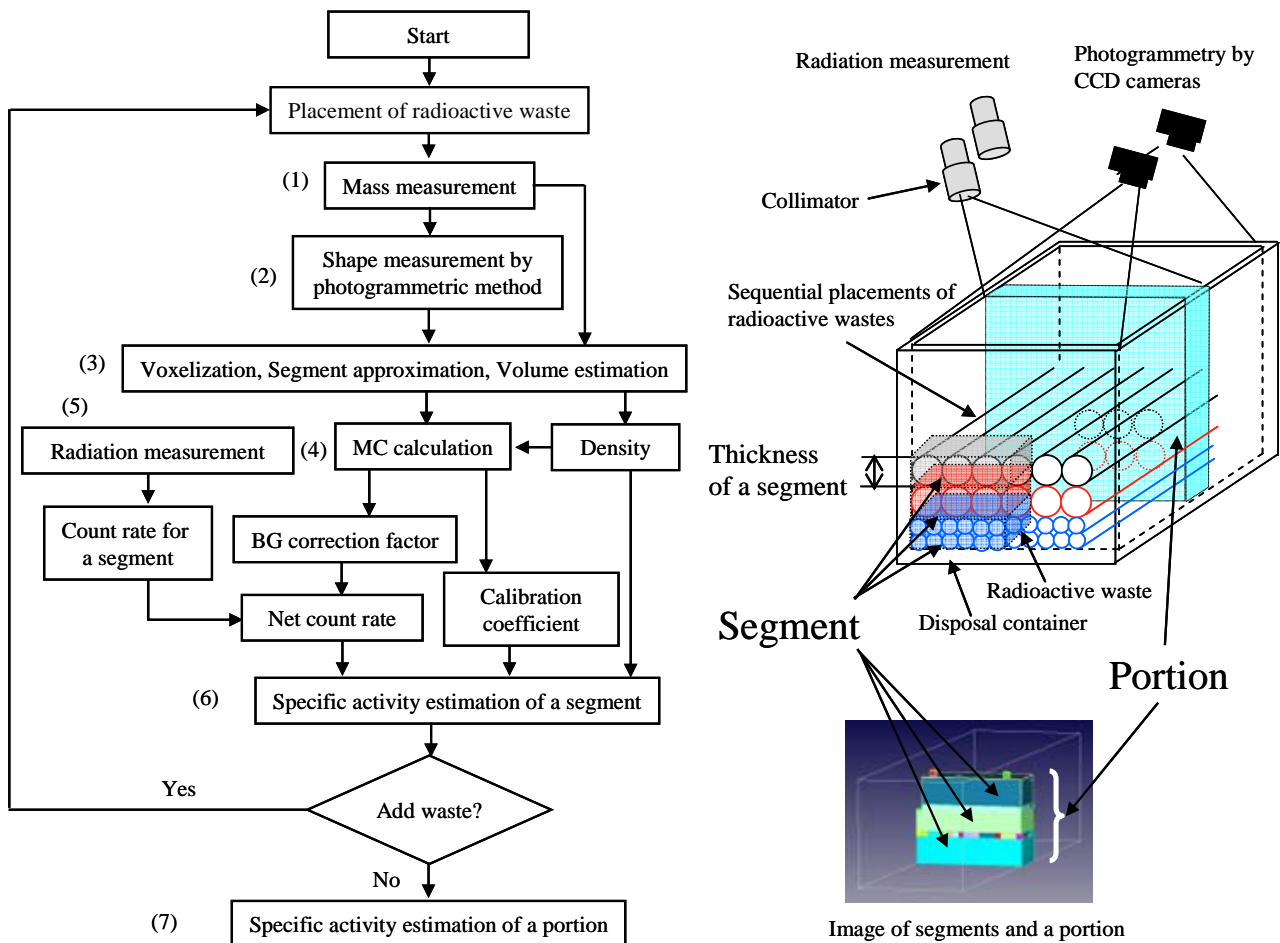 Start
Placement of radioactive waste
(1)
Mass measurement
(2)
Shape measurement by
photogrammetric method
(3)
Voxelization, Segment approximation, Volume estimation
(5)
Radiation measurement
(4)
MC calculation
Density
Count rate for
a segment
BG correction factor
Net count rate
Calibration
coefficient
(6)
Specific activity estimation of a segment
Yes
Add waste?
No
(7)
Specific activity estimation of a portion
Radiation measurement
Photogrammetry by
CCD cameras
Collimator
Sequential placements of
radioactive wastes
Thickness
of a segment
Radioactive waste
Disposal container
Segment
Portion
Image of segments and a portion